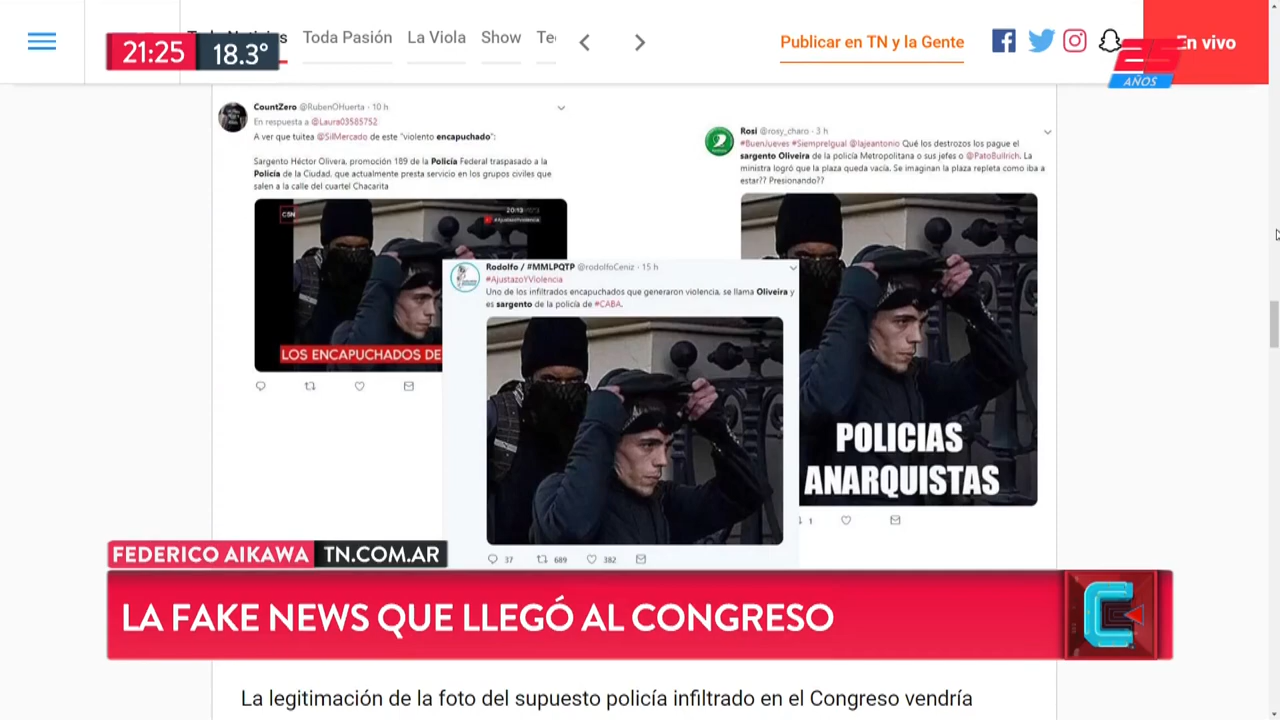 21:25
18.3°
Toda Pasión
La Viola
Show
Publicar en TN y la Gente
En vivo
AÑOS
CountZero @RubenOHuerta · 10 h
En respuesta a @Laura03585752
A ver que tuitea @SilMercado de este "violento encapuchado":
Sargento Héctor Olivera, promoción 189 de la Policía Federal traspasado a la
Policía de la Ciudad, que actualmente presta servicio en los grupos civiles que
salen a la calle del cuartel Chacarita
C5N
20:13
#AjustazoYViolencia
LOS ENCAPUCHADOS DE
Rosi @rosy_charo · 3 h
#BuenJueves #SiempreIgual @lajeantonio Qué los destrozos los pague el
sargento Oliveira de la policía Metropolitana o sus jefes o @PatoBullrich. La
ministra logró que la plaza queda vacía. Se imaginan la plaza repleta como iba a
estar?? Presionando??
POLICIAS
ANARQUISTAS
1
Rodolfo / #MMLPQTP @rodolfoCeniz · 15 h
#AjustazoYViolencia
Uno de los infiltrados encapuchados que generaron violencia, se llama Oliveira y
es sargento de la policía de #CABA.
37 689 382
FEDERICO AIKAWA TN.COM.AR
LA FAKE NEWS QUE LLEGÓ AL CONGRESO
La legitimación de la foto del supuesto policía infiltrado en el Congreso vendría